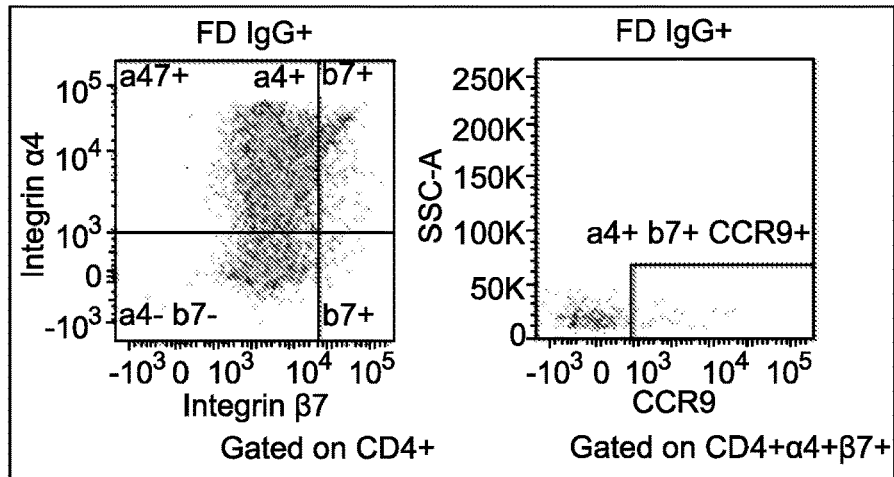 FD IgG+
a47+ a4+ b7+
10^5
10^4
10^3
0
-10^3
Integrin α4
a4- b7- b7+
-10^3 0 10^3 10^4 10^5
Integrin β7
Gated on CD4+
FD IgG+
250K
200K
150K
100K
50K
0
SSC-A
a4+ b7+ CCR9+
-10^3 0 10^3 10^4 10^5
CCR9
Gated on CD4+α4+β7+